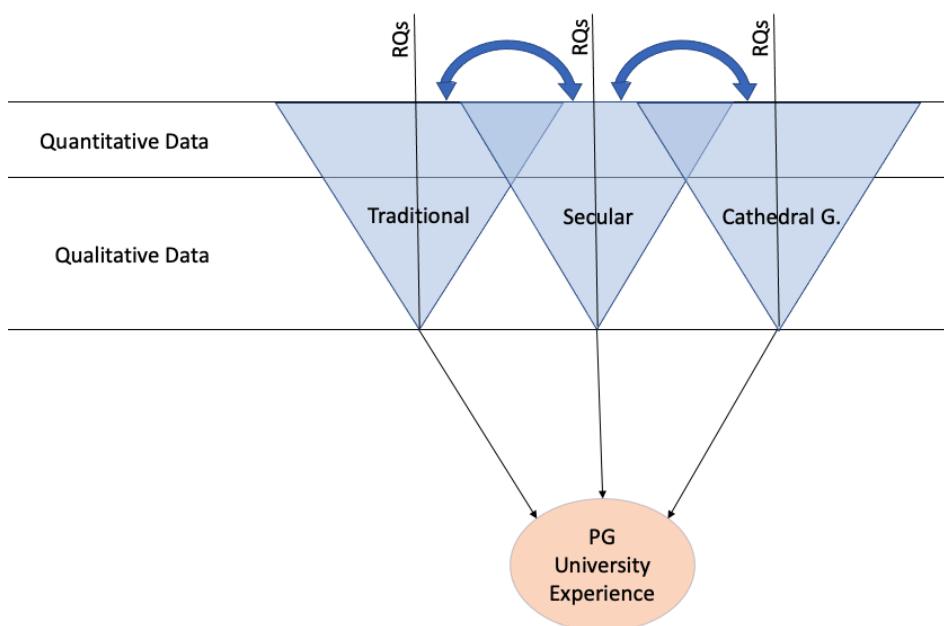 RQs
RQs
RQs
Quantitative Data
Traditional
Secular
Cathedral G.
Qualitative Data
PG
University
Experience